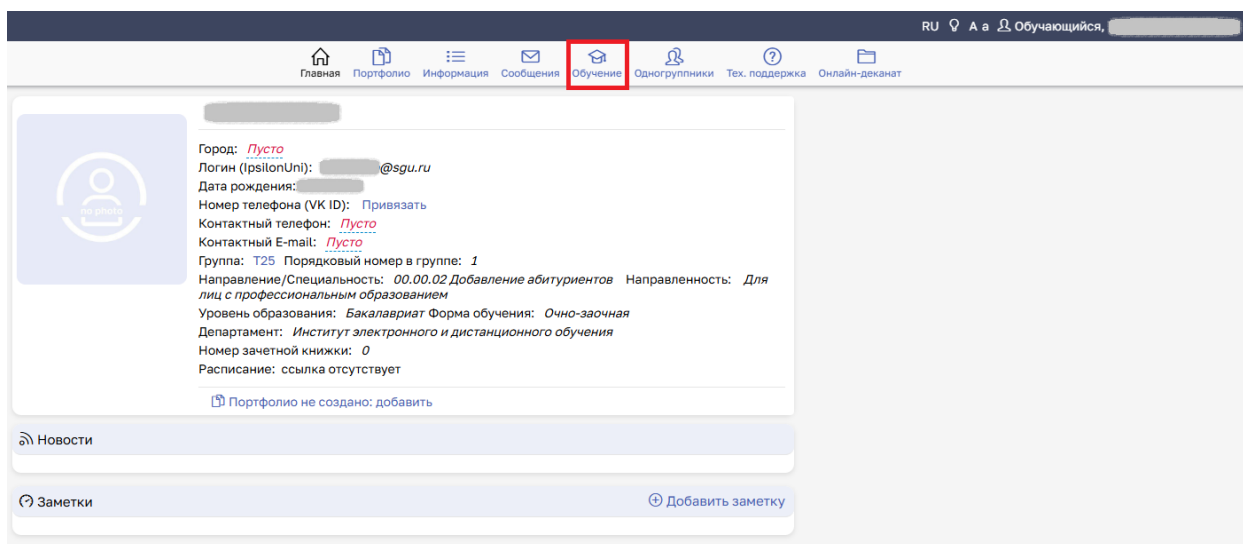 RU A a Обучающийся,
Главная Портфолио Информация Сообщения Обучение Одногруппники Тех. поддержка Онлайн-деканат
no photo
Город: Пусто
Логин (IpsilonUni): @sgu.ru
Дата рождения:
Номер телефона (VK ID): Привязать
Контактный телефон: Пусто
Контактный E-mail: Пусто
Группа: T25 Порядковый номер в группе: 1
Направление/Специальность: 00.00.02 Добавление абитуриентов Направленность: Для
лиц с профессиональным образованием
Уровень образования: Бакалавриат Форма обучения: Очно-заочная
Департамент: Институт электронного и дистанционного обучения
Номер зачетной книжки: 0
Расписание: ссылка отсутствует
Портфолио не создано: добавить
Новости
Заметки Добавить заметку